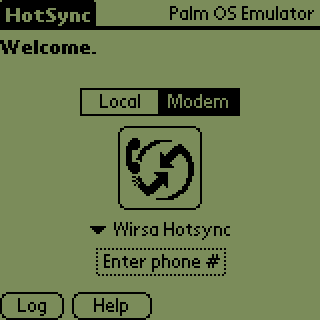 HotSync Palm OS Emulator
Welcome.
Local Modem
Wirsa Hotsync
Enter phone #
Log Help